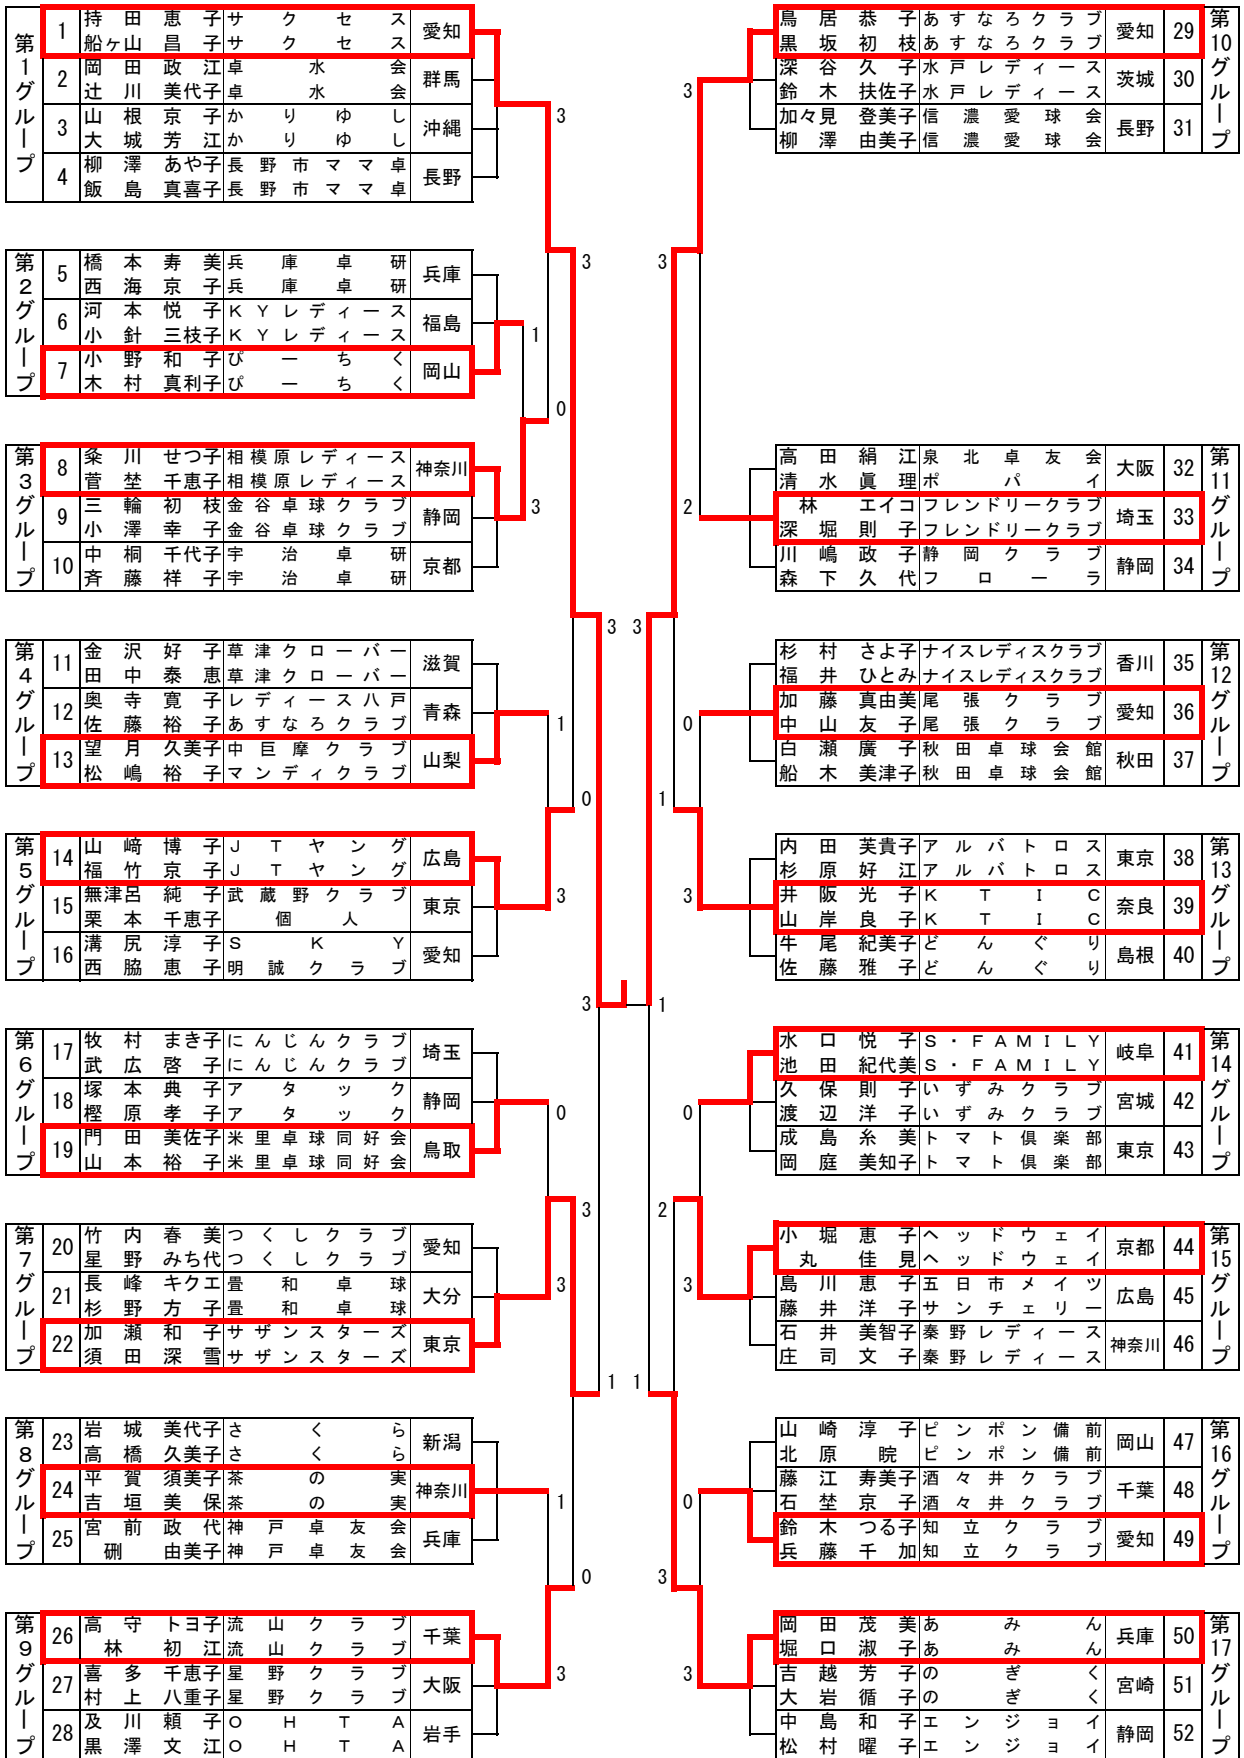 第1グループ
1 持田恵子 サクセス 愛知
船ヶ山昌子 サクセス
2 岡田政江 卓水会 群馬
辻川美代子 卓水会
3 山根京子 かりゆし 沖縄
大城芳江 かりゆし
4 柳澤あや子 長野市ママ卓 長野
飯島真喜子 長野市ママ卓
3
3
第2グループ
5 橋本寿美 兵庫卓研 兵庫
西海京子 兵庫卓研
6 河本悦子 KYレディース 福島
小針三枝子 KYレディース
7 小野和子 ぴーちく 岡山
木村真利子 ぴーちく
1
0
第3グループ
8 粂川せつ子 相模原レディース 神奈川
菅埜千恵子 相模原レディース
9 三輪初枝 金谷卓球クラブ 静岡
小澤幸子 金谷卓球クラブ
10 中桐千代子 宇治卓研 京都
斉藤祥子 宇治卓研
3
3
第4グループ
11 金沢好子 草津クローバー 滋賀
田中泰恵 草津クローバー
12 奥寺寛子 レディース八戸 青森
佐藤裕子 あすなろクラブ
13 望月久美子 中巨摩クラブ 山梨
松嶋裕子 マンディクラブ
1
0
第5グループ
14 山﨑博子 JTヤング 広島
福竹京子 JTヤング
15 無津呂純子 武蔵野クラブ 東京
栗本千恵子 個人
16 溝尻淳子 SKY 愛知
西脇恵子 明誠クラブ
3
3
第6グループ
17 牧村まき子 にんじんクラブ 埼玉
武広啓子 にんじんクラブ
18 塚本典子 アタック 静岡
樫原孝子 アタック
19 門田美佐子 米里卓球同好会 鳥取
山本裕子 米里卓球同好会
0
3
第7グループ
20 竹内春美 つくしクラブ 愛知
星野みち代 つくしクラブ
21 長峰キクエ 畳和卓球 大分
杉野方子 畳和卓球
22 加瀬和子 サザンスターズ 東京
須田深雪 サザンスターズ
3
1
第8グループ
23 岩城美代子 さくら 新潟
高橋久美子 さくら
24 平賀須美子 茶の実 神奈川
吉垣美保 茶の実
25 宮前政代 神戸卓友会 兵庫
硎由美子 神戸卓友会
1
0
第9グループ
26 高守トヨ子 流山クラブ 千葉
林初江 流山クラブ
27 喜多千恵子 星野クラブ 大阪
村上八重子 星野クラブ
28 及川頼子 OHTA 岩手
黒澤文江 OHTA
3
鳥居恭子 あすなろクラブ 愛知 29
黒坂初枝 あすなろクラブ
深谷久子 水戸レディース 茨城 30
鈴木扶佐子 水戸レディース
加々見登美子 信濃愛球会 長野 31
柳澤由美子 信濃愛球会
第10グループ
3
3
高田絹江 泉北卓友会 大阪 32
清水眞理 ポパイ
林エイコ フレンドリークラブ 埼玉 33
深堀則子 フレンドリークラブ
川嶋政子 静岡クラブ 静岡 34
森下久代 フローラ
第11グループ
2
3
杉村さよ子 ナイスレディスクラブ 香川 35
福井ひとみ ナイスレディスクラブ
加藤真由美 尾張クラブ 愛知 36
中山友子 尾張クラブ
白瀬廣子 秋田卓球会館 秋田 37
船木美津子 秋田卓球会館
第12グループ
0
1
内田芙貴子 アルバトロス 東京 38
杉原好江 アルバトロス
井阪光子 KTIC 奈良 39
山岸良子 KTIC
牛尾紀美子 どんぐり 島根 40
佐藤雅子 どんぐり
第13グループ
3
1
水口悦子 S・FAMILY 岐阜 41
池田紀代美 S・FAMILY
久保則子 いずみクラブ 宮城 42
渡辺洋子 いずみクラブ
成島糸美 トマト倶楽部 東京 43
岡庭美知子 トマト倶楽部
第14グループ
0
2
小堀恵子 ヘッドウェイ 京都 44
丸佳見 ヘッドウェイ
島川恵子 五日市メイツ 広島 45
藤井洋子 サンチェリー
石井美智子 秦野レディース 神奈川 46
庄司文子 秦野レディース
第15グループ
3
1
山崎淳子 ピンポン備前 岡山 47
北原院 ピンポン備前
藤江寿美子 酒々井クラブ 千葉 48
石埜京子 酒々井クラブ
鈴木つる子 知立クラブ 愛知 49
兵藤千加 知立クラブ
第16グループ
0
3
岡田茂美 あみん 兵庫 50
堀口淑子 あみん
吉越芳子 のぎく 宮崎 51
大岩循子 のぎく
中島和子 エンジョイ 静岡 52
松村曜子 エンジョイ
第17グループ
3